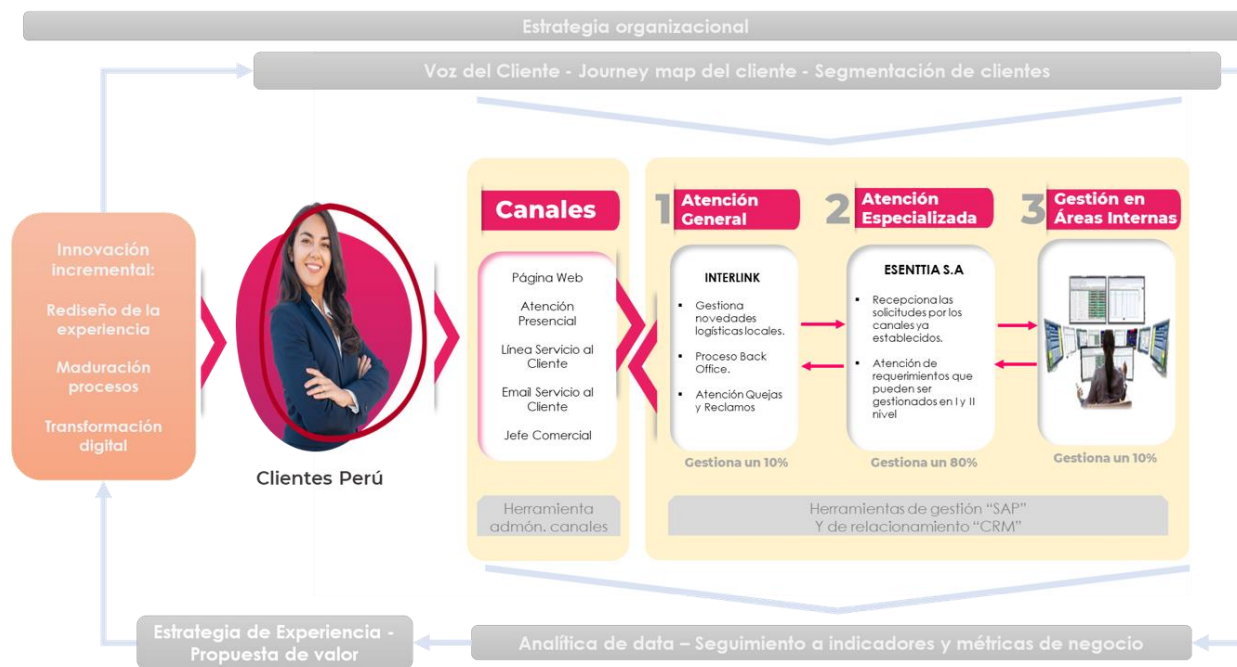 Estrategia organizacional
Voz del Cliente - Journey map del cliente - Segmentación de clientes
Innovación
incremental:
Rediseño de la
experiencia
Maduración
procesos
Transformación
digital
Clientes Perú
Canales
Página Web
Atención
Presencial
Línea Servicio al
Cliente
Email Servicio al
Cliente
Jefe Comercial
Herramienta
admón. canales
1 Atención
General
INTERLINK
▪ Gestiona
novedades
logísticas locales.
▪ Proceso Back
Office.
▪ Atención Quejas
y Reclamos
Gestiona un 10%
2 Atención
Especializada
ESENTTIA S.A
▪ Recepciona las
solicitudes por los
canales ya
establecidos.
▪ Atención de
requerimientos que
pueden ser
gestionados en I y II
nivel
Gestiona un 80%
3 Gestión en
Áreas Internas
Gestiona un 10%
Herramientas de gestión “SAP”
Y de relacionamiento “CRM”
Estrategia de Experiencia -
Propuesta de valor
Analítica de data – Seguimiento a indicadores y métricas de negocio